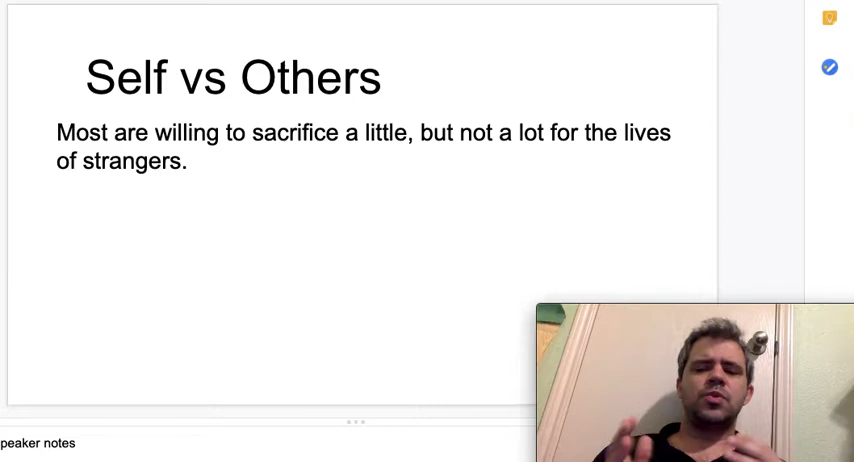 Self vs Others
Most are willing to sacrifice a little, but not a lot for the lives
of strangers.
peaker notes